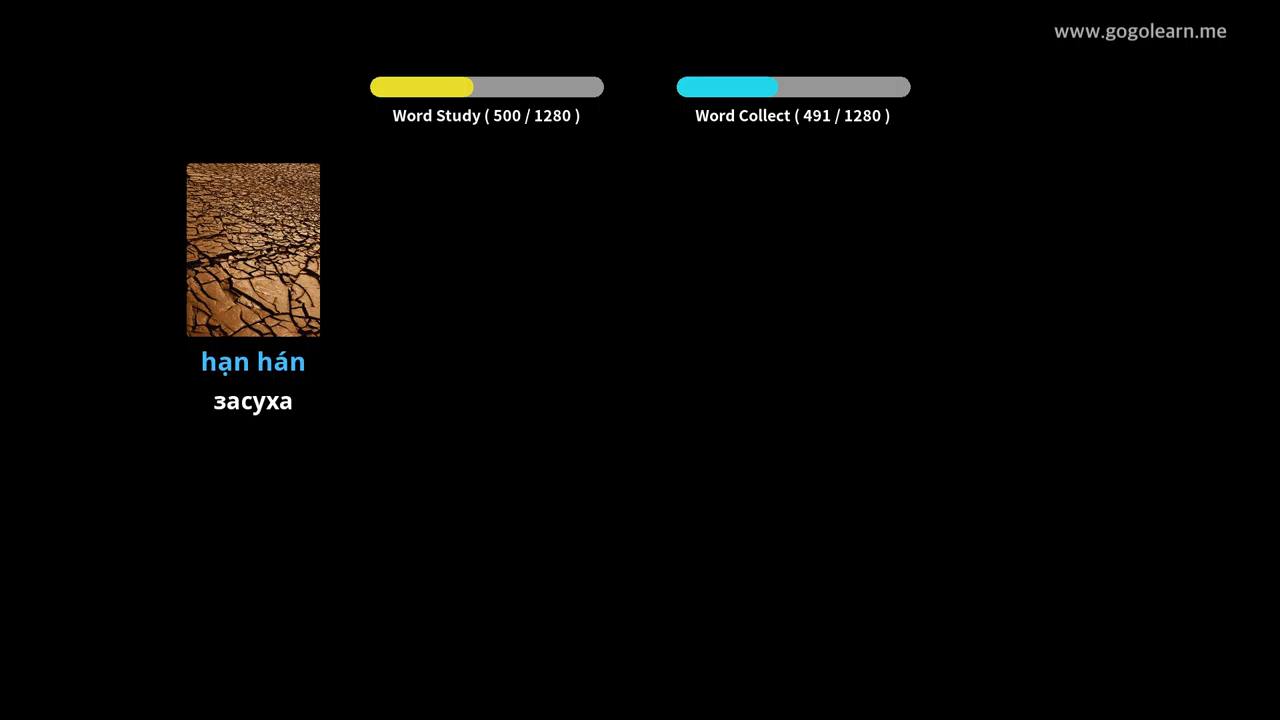 www.gogolearn.me
Word Study ( 500 / 1280 )
Word Collect ( 491 / 1280 )
hạn hán
засуха